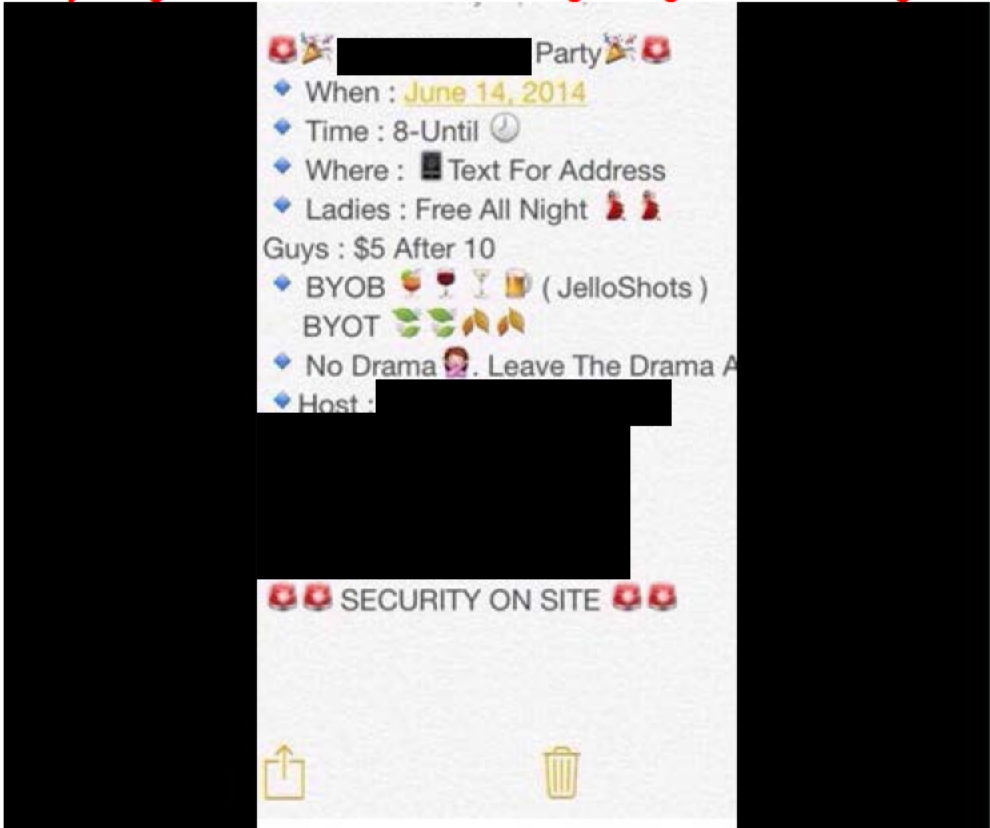 🚨🎉 Party🎉🚨
🔹 When : June 14, 2014
🔹 Time : 8-Until 🕗
🔹 Where : 📱Text For Address
🔹 Ladies : Free All Night 💃💃
Guys : $5 After 10
🔹 BYOB 🍹🍷🍸🍺 ( JelloShots )
BYOT 🍃🍃🍂🍂
🔹 No Drama 🙅. Leave The Drama A
🔹Host :
🚨🚨 SECURITY ON SITE 🚨🚨